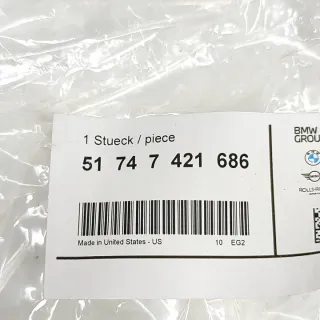 1 Stueck / piece
51 74 7 421 686
Made in United States - US 10 EG2
BMW
GROUP